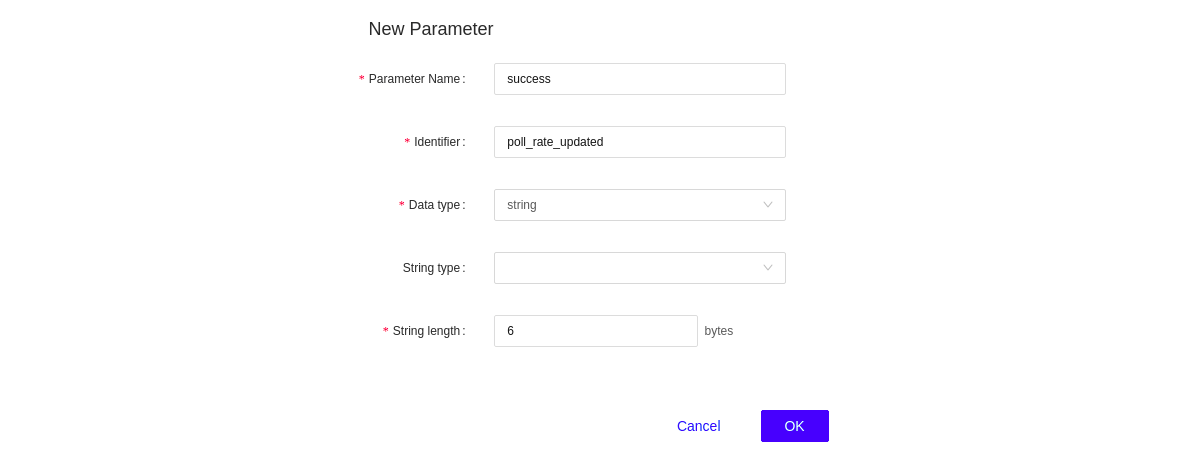 New Parameter
* Parameter Name : success
* Identifier : poll_rate_updated
* Data type : string
String type :
* String length : 6 bytes
Cancel OK